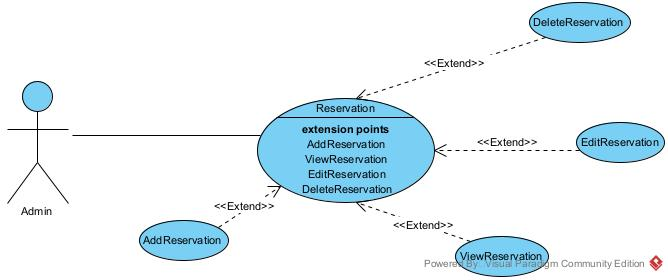 DeleteReservation
<<Extend>>
Reservation
extension points
AddReservation
ViewReservation
EditReservation
DeleteReservation
<<Extend>>
EditReservation
Admin
<<Extend>>
<<Extend>>
AddReservation
ViewReservation
Powered By: Visual Paradigm Community Edition